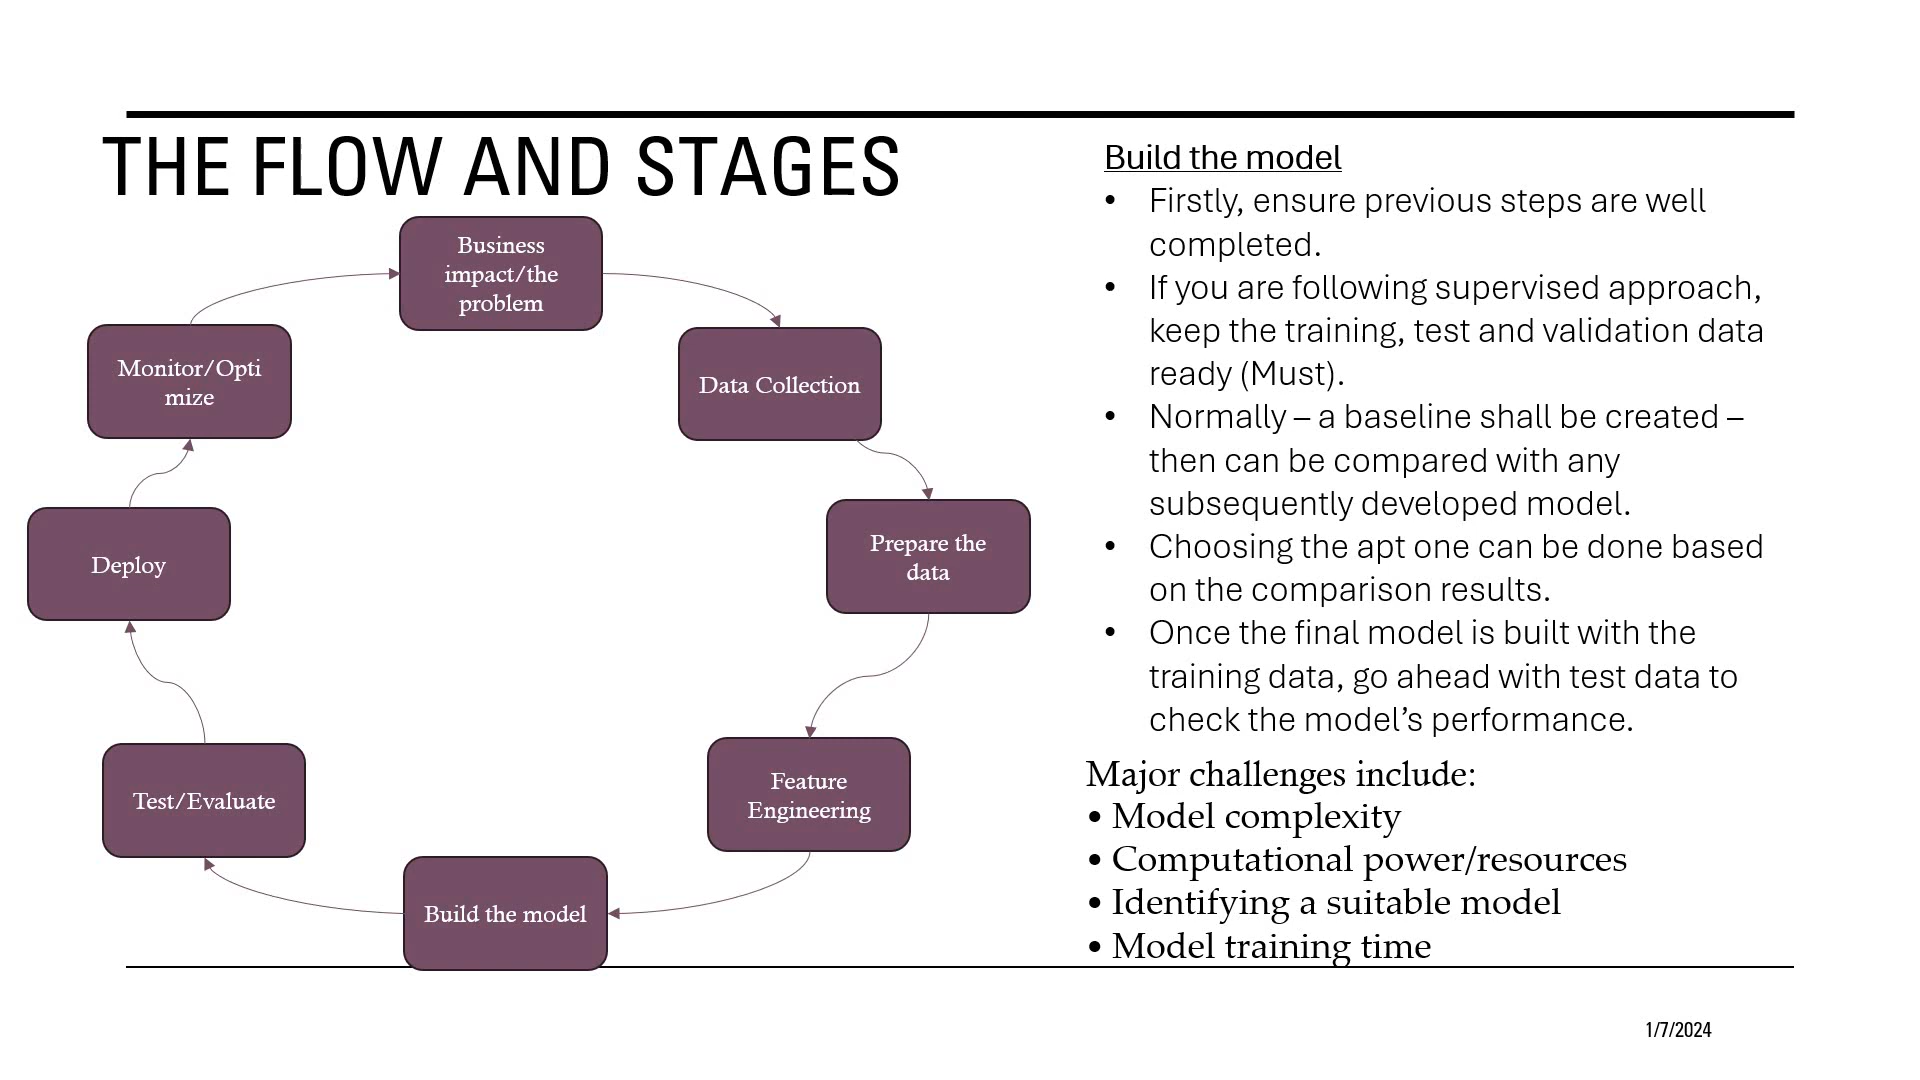 THE FLOW AND STAGES
Business
impact/the
problem
Data Collection
Prepare the
data
Feature
Engineering
Build the model
Test/Evaluate
Deploy
Monitor/Opti
mize
Build the model
• Firstly, ensure previous steps are well
completed.
• If you are following supervised approach,
keep the training, test and validation data
ready (Must).
• Normally – a baseline shall be created –
then can be compared with any
subsequently developed model.
• Choosing the apt one can be done based
on the comparison results.
• Once the final model is built with the
training data, go ahead with test data to
check the model’s performance.
Major challenges include:
• Model complexity
• Computational power/resources
• Identifying a suitable model
• Model training time
1/7/2024